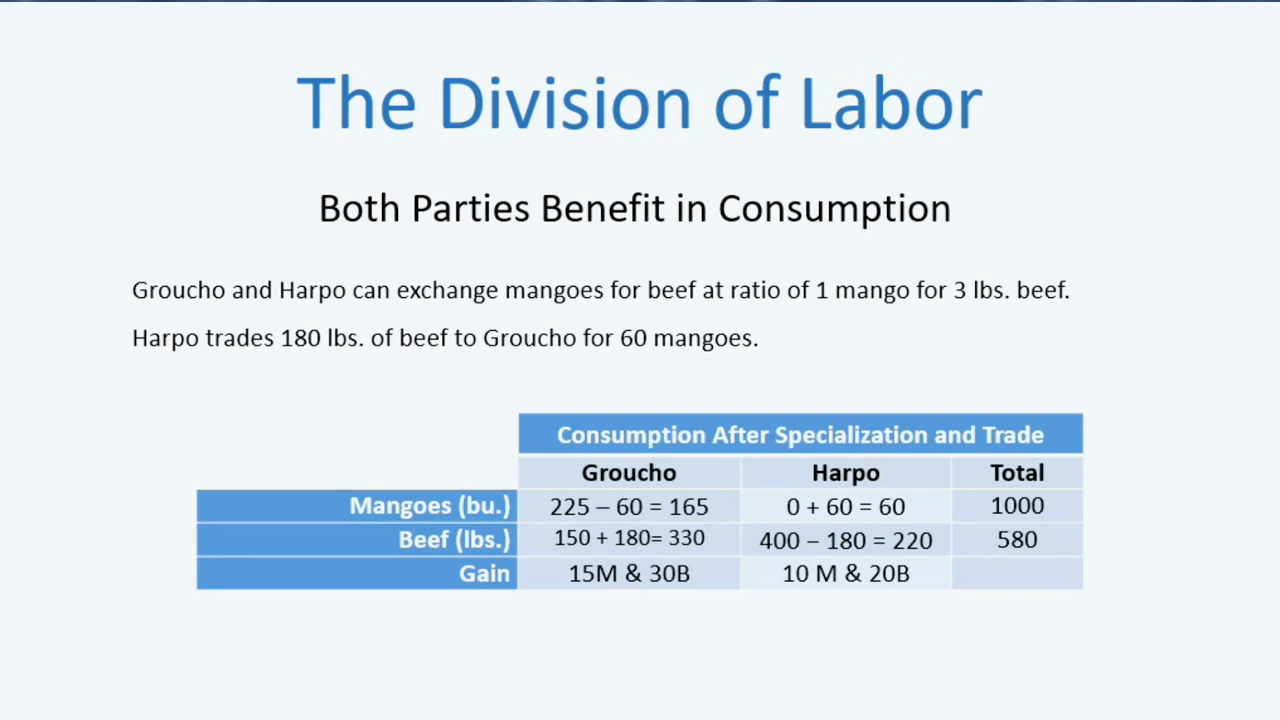 The Division of Labor
Both Parties Benefit in Consumption
Groucho and Harpo can exchange mangoes for beef at ratio of 1 mango for 3 lbs. beef.
Harpo trades 180 lbs. of beef to Groucho for 60 mangoes.
Consumption After Specialization and Trade
Groucho Harpo Total
Mangoes (bu.) 225 – 60 = 165 0 + 60 = 60 1000
Beef (lbs.) 150 + 180= 330 400 – 180 = 220 580
Gain 15M & 30B 10 M & 20B